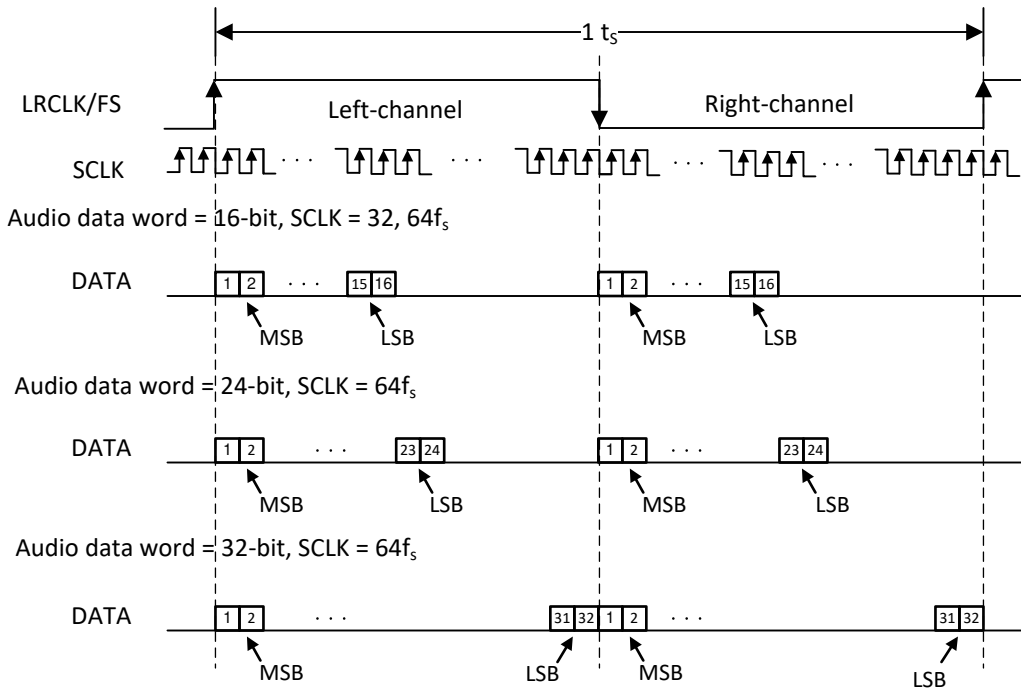 1 tₛ
LRCLK/FS
Left-channel
Right-channel
SCLK
. . .
. . .
. . .
. . .
Audio data word = 16-bit, SCLK = 32, 64fₛ
DATA
1 2 . . . 15 16 1 2 . . . 15 16
MSB LSB MSB LSB
Audio data word = 24-bit, SCLK = 64fₛ
DATA
1 2 . . . 23 24 1 2 . . . 23 24
MSB LSB MSB LSB
Audio data word = 32-bit, SCLK = 64fₛ
DATA
1 2 . . . 31 32 1 2 . . . 31 32
MSB LSB MSB LSB